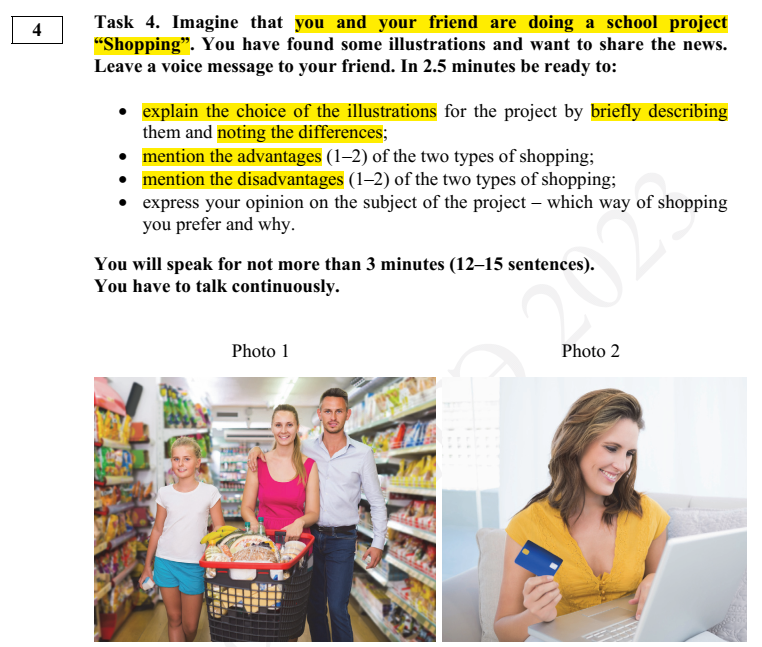 4
Task 4. Imagine that you and your friend are doing a school project
“Shopping”. You have found some illustrations and want to share the news.
Leave a voice message to your friend. In 2.5 minutes be ready to:
• explain the choice of the illustrations for the project by briefly describing
them and noting the differences;
• mention the advantages (1–2) of the two types of shopping;
• mention the disadvantages (1–2) of the two types of shopping;
• express your opinion on the subject of the project – which way of shopping
you prefer and why.
You will speak for not more than 3 minutes (12–15 sentences).
You have to talk continuously.
Photo 1
Photo 2
2023